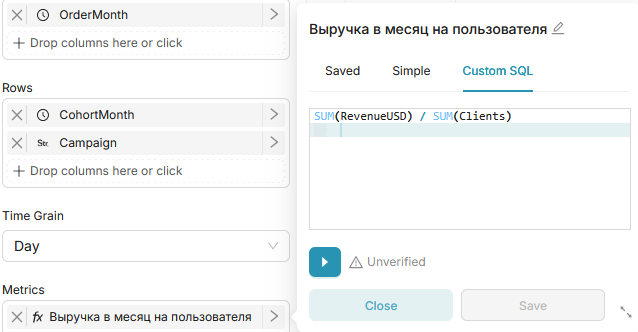 OrderMonth
Drop columns here or click
Rows
CohortMonth
Str. Campaign
Drop columns here or click
Time Grain
Day
Metrics
fx Выручка в месяц на пользователя
Выручка в месяц на пользователя
Saved Simple Custom SQL
SUM(RevenueUSD) / SUM(Clients)
Unverified
Close Save